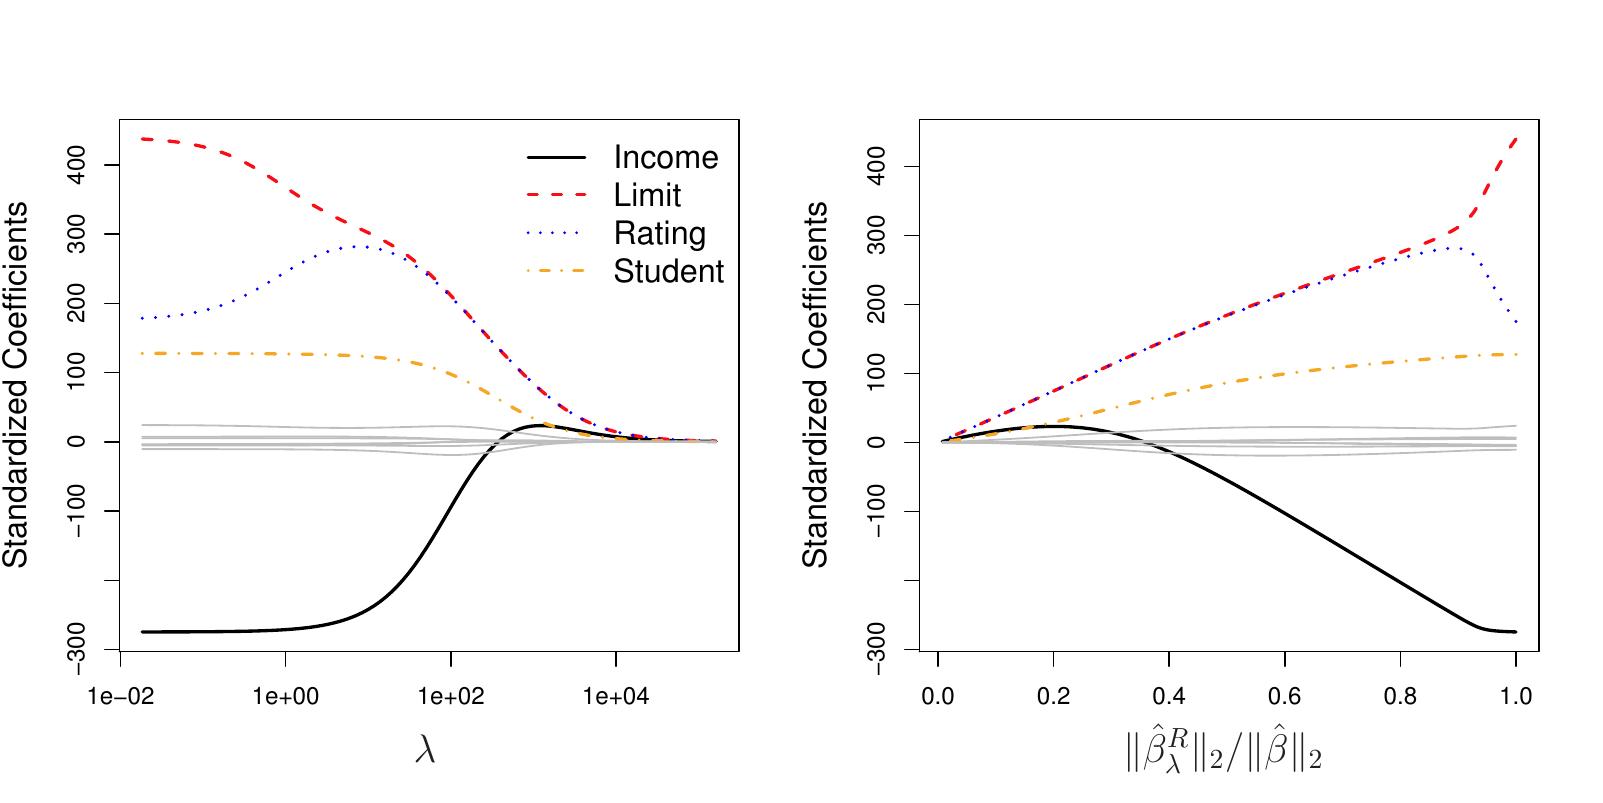 Standardized Coefficients
400
300
200
100
0
−100
−300
1e−02 1e+00 1e+02 1e+04
λ
Income
Limit
Rating
Student
Standardized Coefficients
400
300
200
100
0
−100
−300
0.0 0.2 0.4 0.6 0.8 1.0
‖β̂λᴿ‖₂/‖β̂‖₂